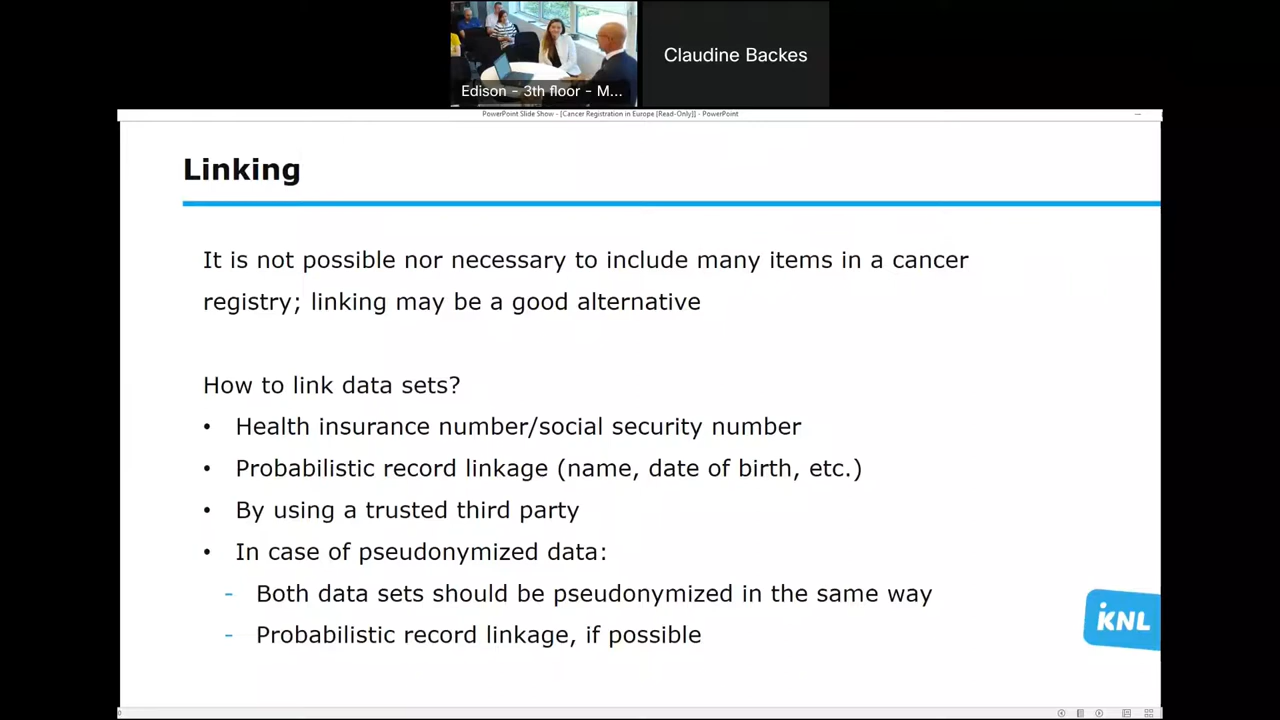 Edison - 3th floor - M...
Claudine Backes
PowerPoint Slide Show - [Cancer Registration in Europe [Read-Only]] - PowerPoint
Linking
It is not possible nor necessary to include many items in a cancer
registry; linking may be a good alternative
How to link data sets?
• Health insurance number/social security number
• Probabilistic record linkage (name, date of birth, etc.)
• By using a trusted third party
• In case of pseudonymized data:
- Both data sets should be pseudonymized in the same way
- Probabilistic record linkage, if possible
iKNL